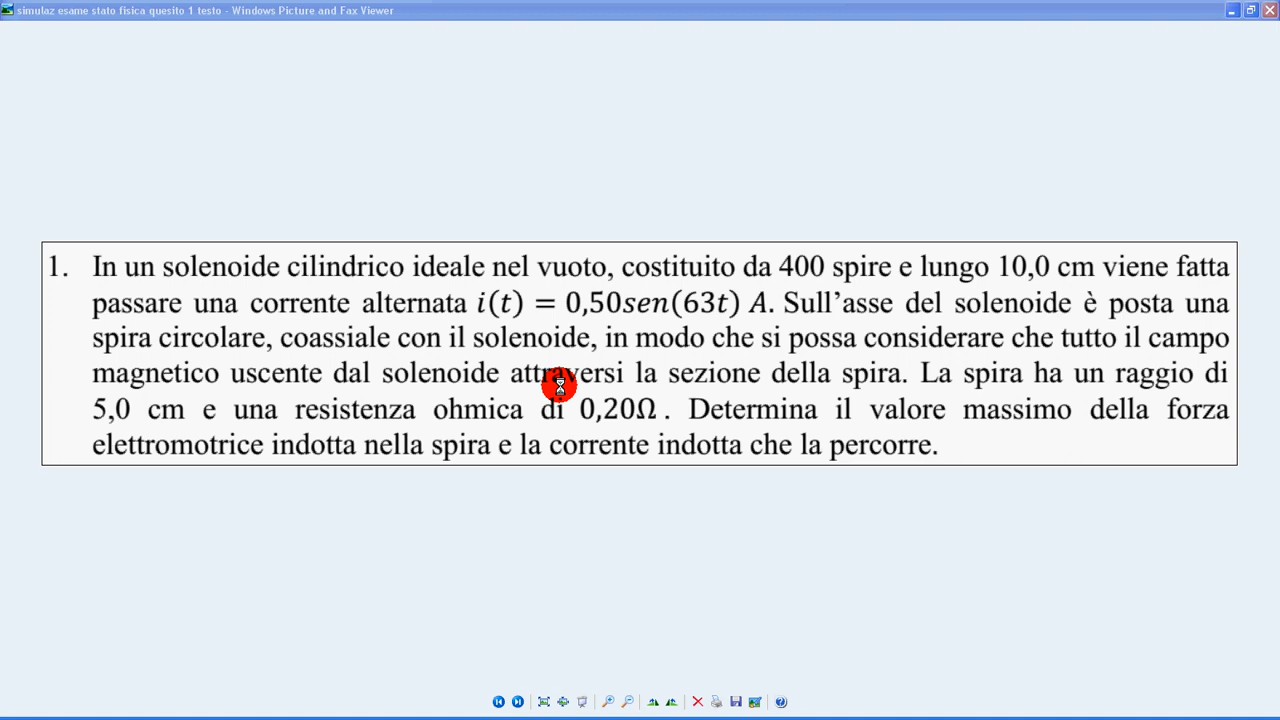 simulaz esame stato fisica quesito 1 testo - Windows Picture and Fax Viewer
1. In un solenoide cilindrico ideale nel vuoto, costituito da 400 spire e lungo 10,0 cm viene fatta
passare una corrente alternata i(t) = 0,50sen(63t) A. Sull’asse del solenoide è posta una
spira circolare, coassiale con il solenoide, in modo che si possa considerare che tutto il campo
magnetico uscente dal solenoide attraversi la sezione della spira. La spira ha un raggio di
5,0 cm e una resistenza ohmica di 0,20Ω . Determina il valore massimo della forza
elettromotrice indotta nella spira e la corrente indotta che la percorre.